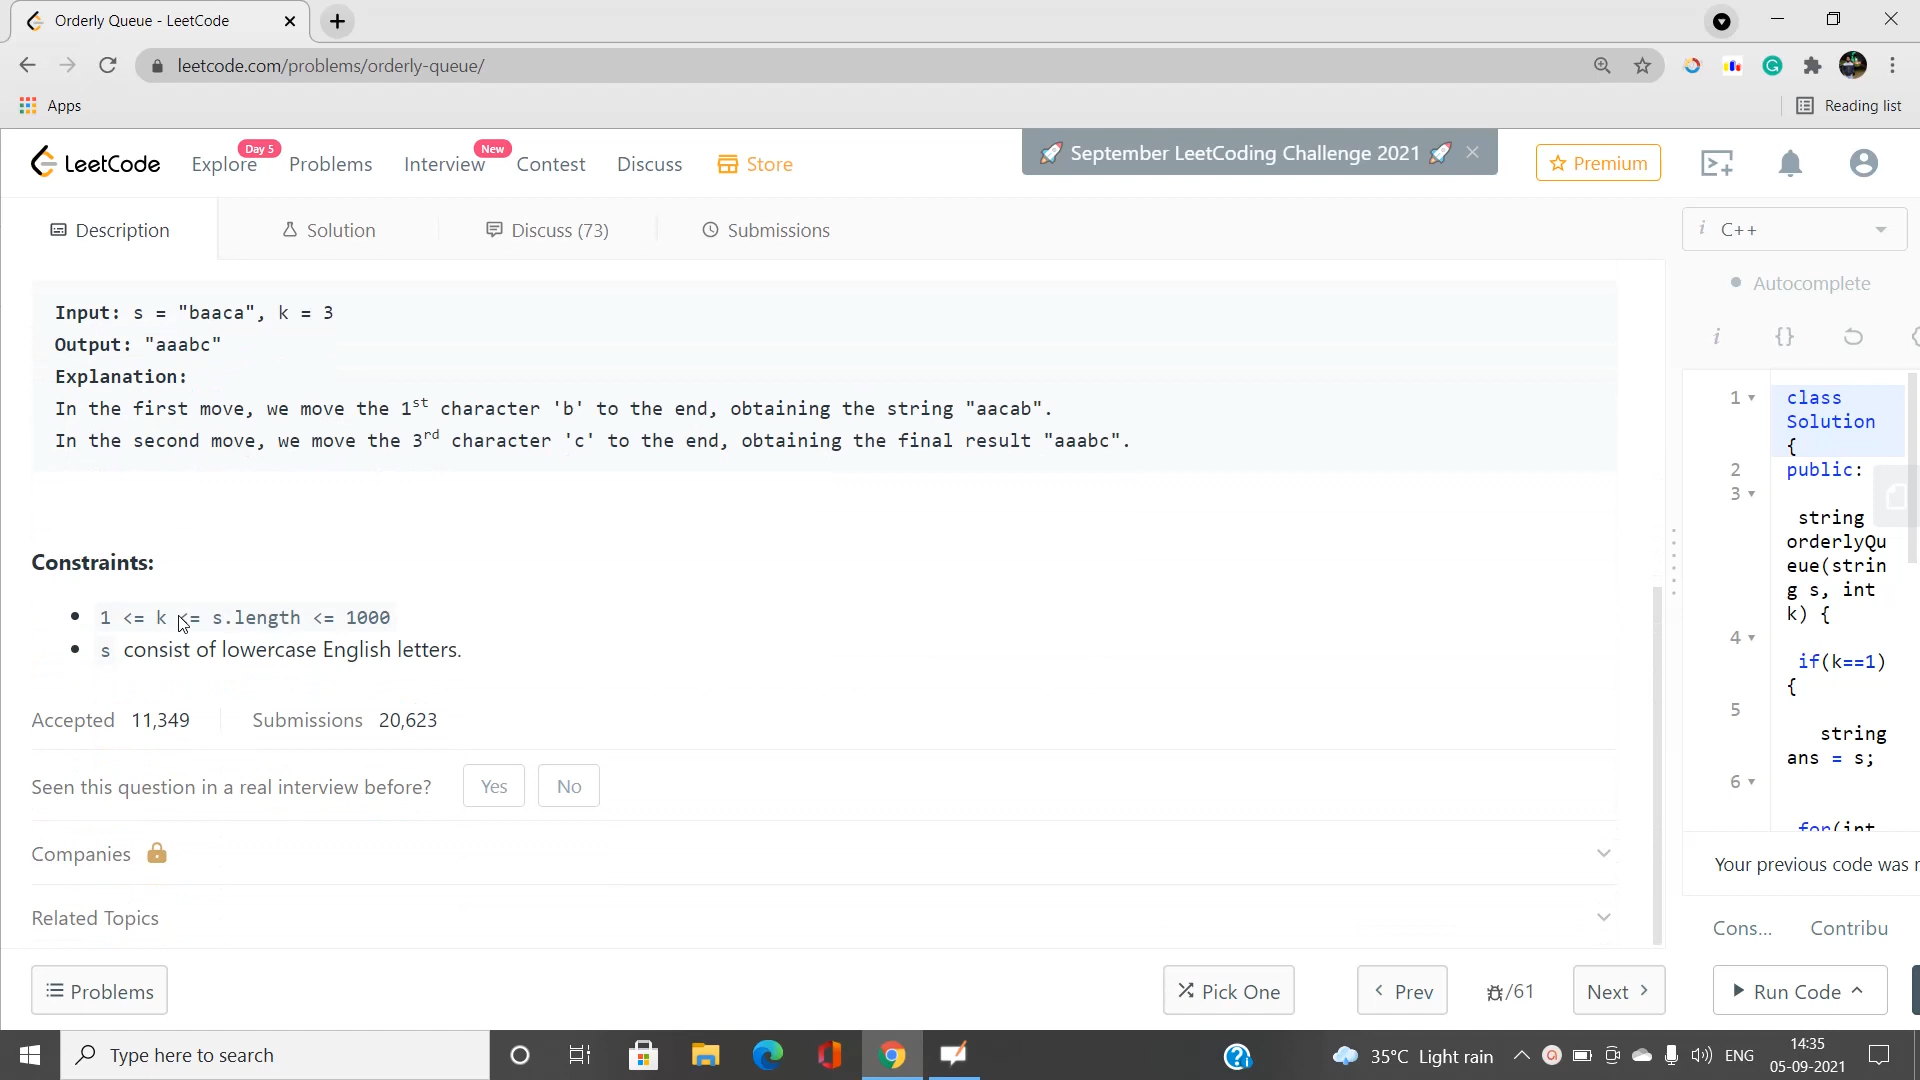 Orderly Queue - LeetCode
leetcode.com/problems/orderly-queue/
Apps
Reading list
LeetCode
Explore
Day 5
Problems
Interview
New
Contest
Discuss
Store
🚀 September LeetCoding Challenge 2021 🚀
Premium
Description
Solution
Discuss (73)
Submissions
i C++
Autocomplete
Input: s = "baaca", k = 3
Output: "aaabc"
Explanation:
In the first move, we move the 1st character 'b' to the end, obtaining the string "aacab".
In the second move, we move the 3rd character 'c' to the end, obtaining the final result "aaabc".
Constraints:
1 <= k <= s.length <= 1000
s consist of lowercase English letters.
Accepted 11,349
Submissions 20,623
Seen this question in a real interview before?
Yes
No
Companies
Related Topics
i {}
1 class
Solution
{
2 public:
3
string
orderlyQu
eue(strin
g s, int
k) {
4
if(k==1)
{
5
string
ans = s;
6
for(int
Your previous code was
Cons...
Contribu
Problems
Pick One
Prev
/61
Next
Run Code
Type here to search
35°C Light rain
ENG
14:35
05-09-2021